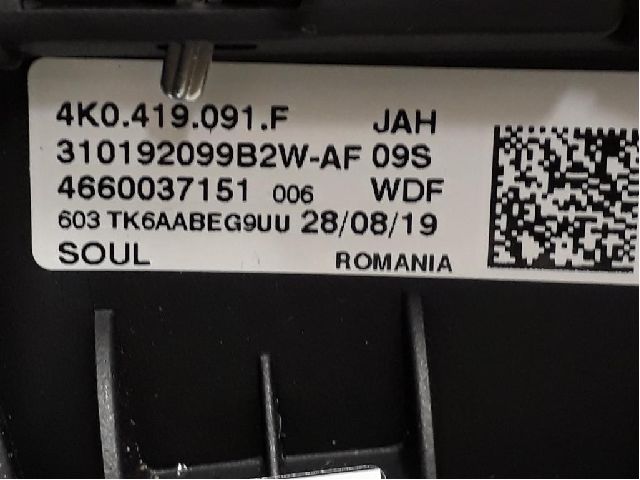 4K0.419.091.F JAH
310192099B2W-AF 09S
4660037151 006 WDF
603 TK6AABEG9UU 28/08/19
SOUL ROMANIA